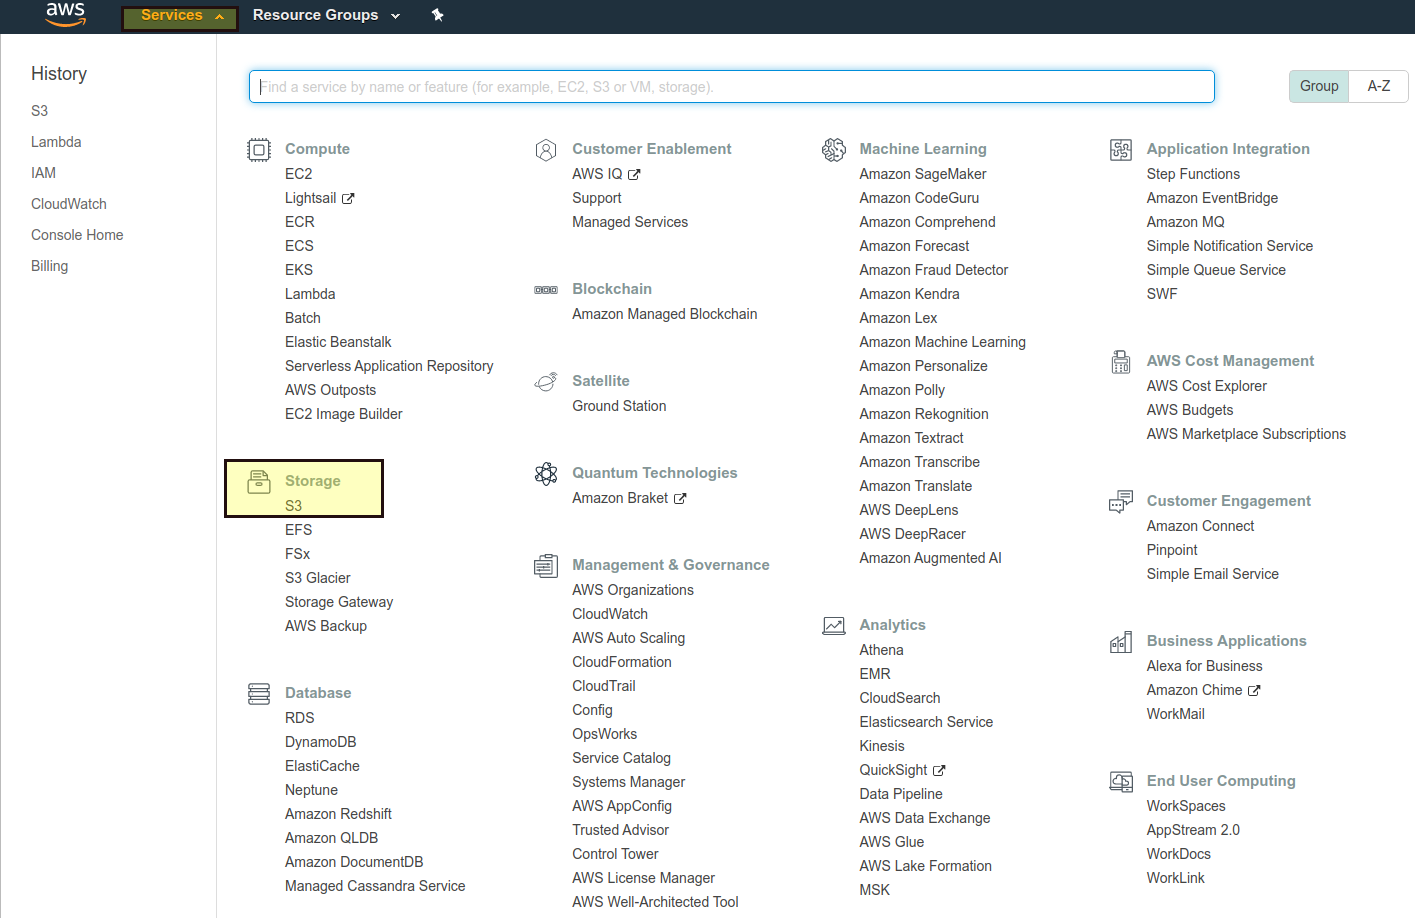 aws
Services
Resource Groups
History
S3
Lambda
IAM
CloudWatch
Console Home
Billing
Find a service by name or feature (for example, EC2, S3 or VM, storage).
Group
A-Z
Compute
EC2
Lightsail
ECR
ECS
EKS
Lambda
Batch
Elastic Beanstalk
Serverless Application Repository
AWS Outposts
EC2 Image Builder
Storage
S3
EFS
FSx
S3 Glacier
Storage Gateway
AWS Backup
Database
RDS
DynamoDB
ElastiCache
Neptune
Amazon Redshift
Amazon QLDB
Amazon DocumentDB
Managed Cassandra Service
Customer Enablement
AWS IQ
Support
Managed Services
Blockchain
Amazon Managed Blockchain
Satellite
Ground Station
Quantum Technologies
Amazon Braket
Management & Governance
AWS Organizations
CloudWatch
AWS Auto Scaling
CloudFormation
CloudTrail
Config
OpsWorks
Service Catalog
Systems Manager
AWS AppConfig
Trusted Advisor
Control Tower
AWS License Manager
AWS Well-Architected Tool
Machine Learning
Amazon SageMaker
Amazon CodeGuru
Amazon Comprehend
Amazon Forecast
Amazon Fraud Detector
Amazon Kendra
Amazon Lex
Amazon Machine Learning
Amazon Personalize
Amazon Polly
Amazon Rekognition
Amazon Textract
Amazon Transcribe
Amazon Translate
AWS DeepLens
AWS DeepRacer
Amazon Augmented AI
Analytics
Athena
EMR
CloudSearch
Elasticsearch Service
Kinesis
QuickSight
Data Pipeline
AWS Data Exchange
AWS Glue
AWS Lake Formation
MSK
Application Integration
Step Functions
Amazon EventBridge
Amazon MQ
Simple Notification Service
Simple Queue Service
SWF
AWS Cost Management
AWS Cost Explorer
AWS Budgets
AWS Marketplace Subscriptions
Customer Engagement
Amazon Connect
Pinpoint
Simple Email Service
Business Applications
Alexa for Business
Amazon Chime
WorkMail
End User Computing
WorkSpaces
AppStream 2.0
WorkDocs
WorkLink